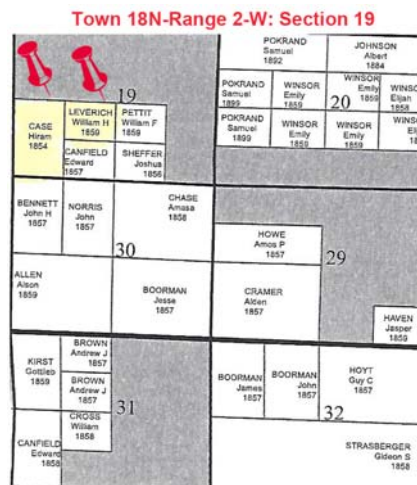 Town 18N-Range 2-W: Section 19
POKRAND
Samuel
1892
JOHNSON
Albert
1884
19
POKRAND
Samuel
1899
WINSOR
Emily
1859
20
WINSOR
Emily
1859
WINSOR
Elijah
1858
CASE
Hiram
1854
LEVERICH
William H
1859
PETTIT
William F
1859
POKRAND
Samuel
1899
WINSOR
Emily
1859
WINSOR
Emily
1859
CANFIELD
Edward
1857
SHEFFER
Joshua
1856
BENNETT
John H
1857
NORRIS
John
1857
CHASE
Amasa
1858
HOWE
Amos P
1857
30
29
ALLEN
Alson
1859
BOORMAN
Jesse
1857
CRAMER
Alden
1857
HAVEN
Jasper
1859
KIRST
Gottleb
1859
BROWN
Andrew J
1857
BROWN
Andrew J
1857
BOORMAN
James
1857
BOORMAN
John
1857
HOYT
Guy C
1857
31
32
CROSS
William
1858
CANFIELD
Edward
1858
STRASBERGER
Gideon S
1858